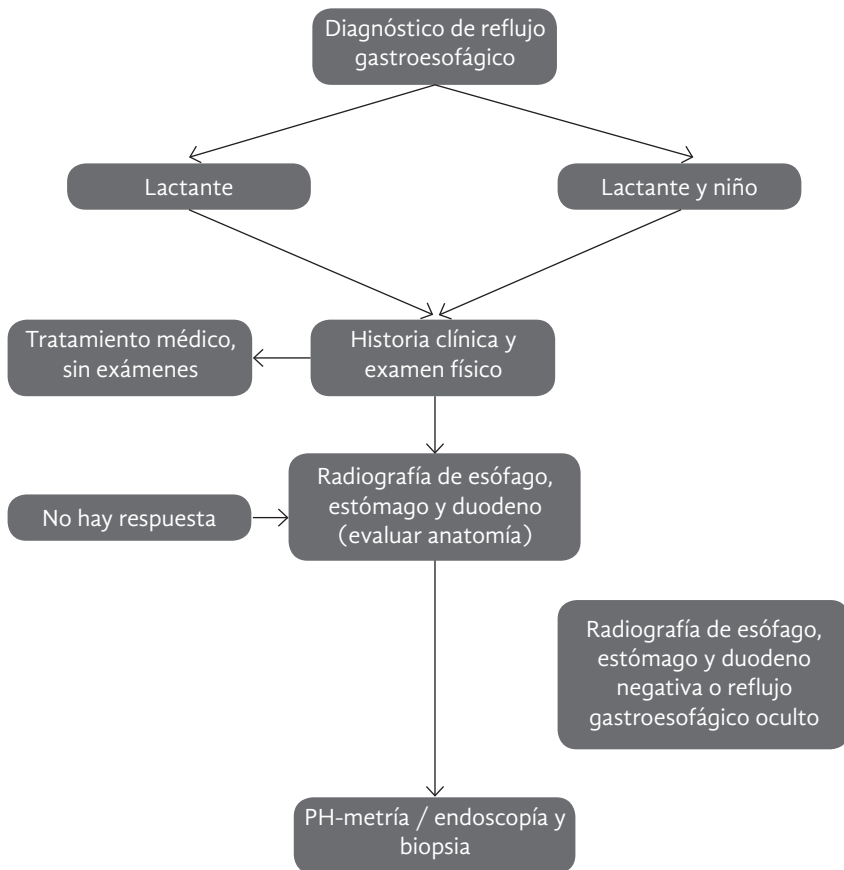 Diagnóstico de reflujo
gastroesofágico
Lactante
Lactante y niño
Tratamiento médico,
sin exámenes
Historia clínica y
examen físico
No hay respuesta
Radiografía de esófago,
estómago y duodeno
(evaluar anatomía)
Radiografía de esófago,
estómago y duodeno
negativa o reflujo
gastroesofágico oculto
PH-metría / endoscopía y
biopsia